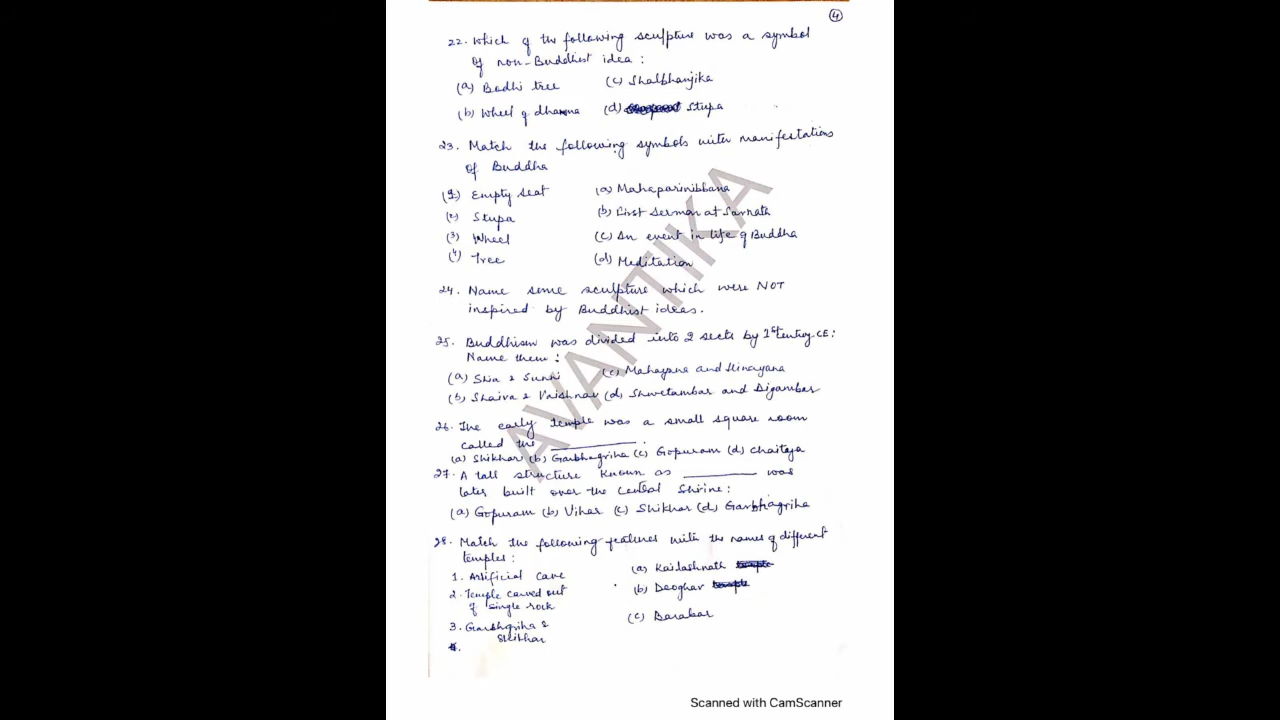 4
22. Which of the following sculpture was a symbol
of non-Buddhist idea:
(a) Bodhi tree (c) Shalbhanjika
(b) Wheel of dhamma (d) Stupa
23. Match the following symbols with manifestations
of Buddha
(1) Empty seat (a) Mahaparinibbana
(2) Stupa (b) First sermon at Sarnath
(3) Wheel (c) An event in life of Buddha
(4) Tree (d) Meditation
24. Name some sculpture which were NOT
inspired by Buddhist ideas.
25. Buddhism was divided into 2 sects by 1st century CE:
Name them:
(a) Shia & Sunni (c) Mahayana and Hinayana
(b) Shaiva & Vaishnav (d) Shwetambar and Digambar
26. The early temple was a small square room
called the ________.
(a) Shikhar (b) Garbhagriha (c) Gopuram (d) Chaitya
27. A tall structure known as ________ was
later built over the central shrine:
(a) Gopuram (b) Vihar (c) Shikhar (d) Garbhagriha
28. Match the following features with the names of different
temples:
1. Artificial cave (a) Kailashnath
2. Temple carved out (b) Deoghar
of single rock
3. Garbhgriha & (c) Barabar
Shikhar
4.
AVANTIKA
Scanned with CamScanner